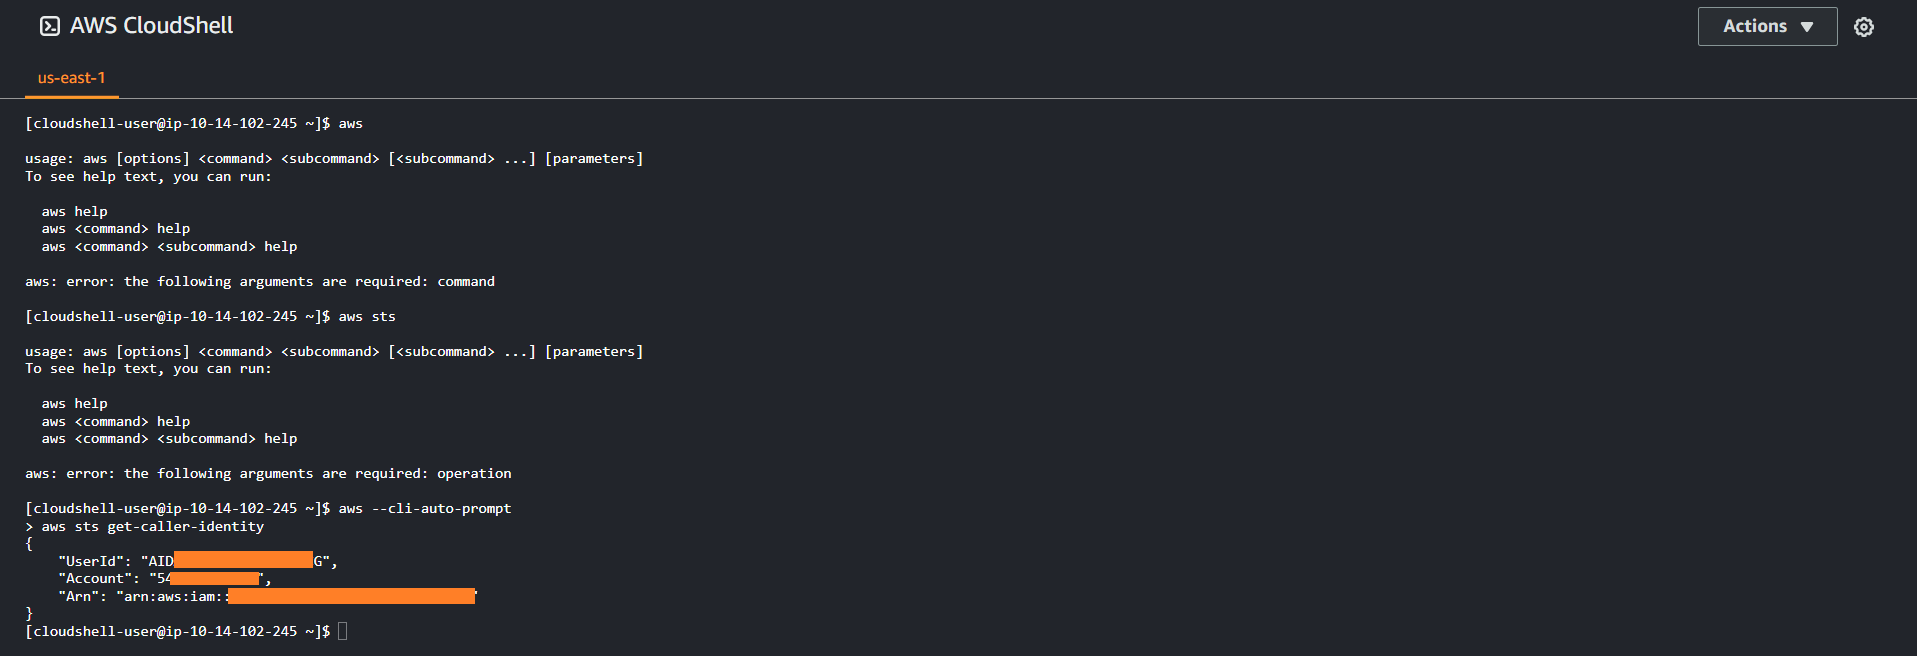 AWS CloudShell
Actions
us-east-1
[cloudshell-user@ip-10-14-102-245 ~]$ aws
usage: aws [options] <command> <subcommand> [<subcommand> ...] [parameters]
To see help text, you can run:
aws help
aws <command> help
aws <command> <subcommand> help
aws: error: the following arguments are required: command
[cloudshell-user@ip-10-14-102-245 ~]$ aws sts
usage: aws [options] <command> <subcommand> [<subcommand> ...] [parameters]
To see help text, you can run:
aws help
aws <command> help
aws <command> <subcommand> help
aws: error: the following arguments are required: operation
[cloudshell-user@ip-10-14-102-245 ~]$ aws --cli-auto-prompt
> aws sts get-caller-identity
{
"UserId": "AID G",
"Account": "54 ",
"Arn": "arn:aws:iam:: "
}
[cloudshell-user@ip-10-14-102-245 ~]$